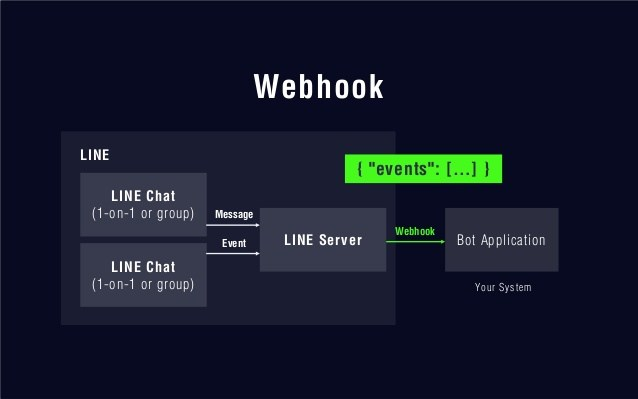 Webhook
LINE
{ "events": [...] }
LINE Chat
(1-on-1 or group)
Message
Event
LINE Chat
(1-on-1 or group)
LINE Server
Webhook
Bot Application
Your System